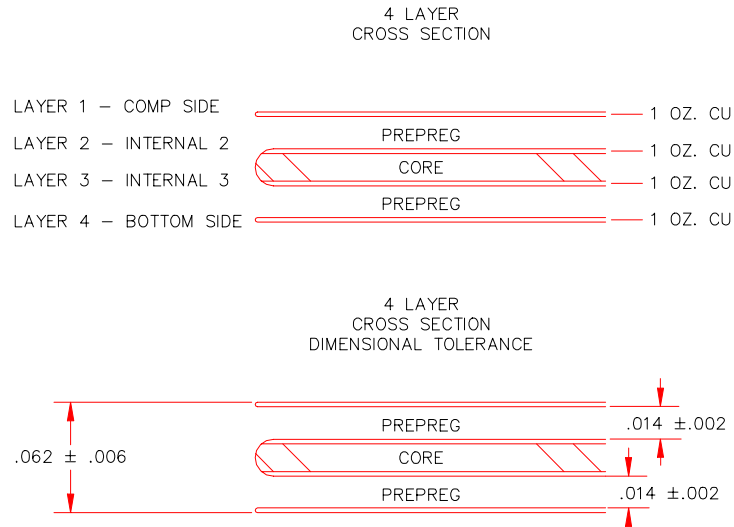 4 LAYER
CROSS SECTION
LAYER 1 – COMP SIDE
1 OZ. CU
PREPREG
LAYER 2 – INTERNAL 2
1 OZ. CU
CORE
LAYER 3 – INTERNAL 3
1 OZ. CU
PREPREG
LAYER 4 – BOTTOM SIDE
1 OZ. CU
4 LAYER
CROSS SECTION
DIMENSIONAL TOLERANCE
PREPREG
.014 ±.002
.062 ± .006
CORE
PREPREG
.014 ±.002